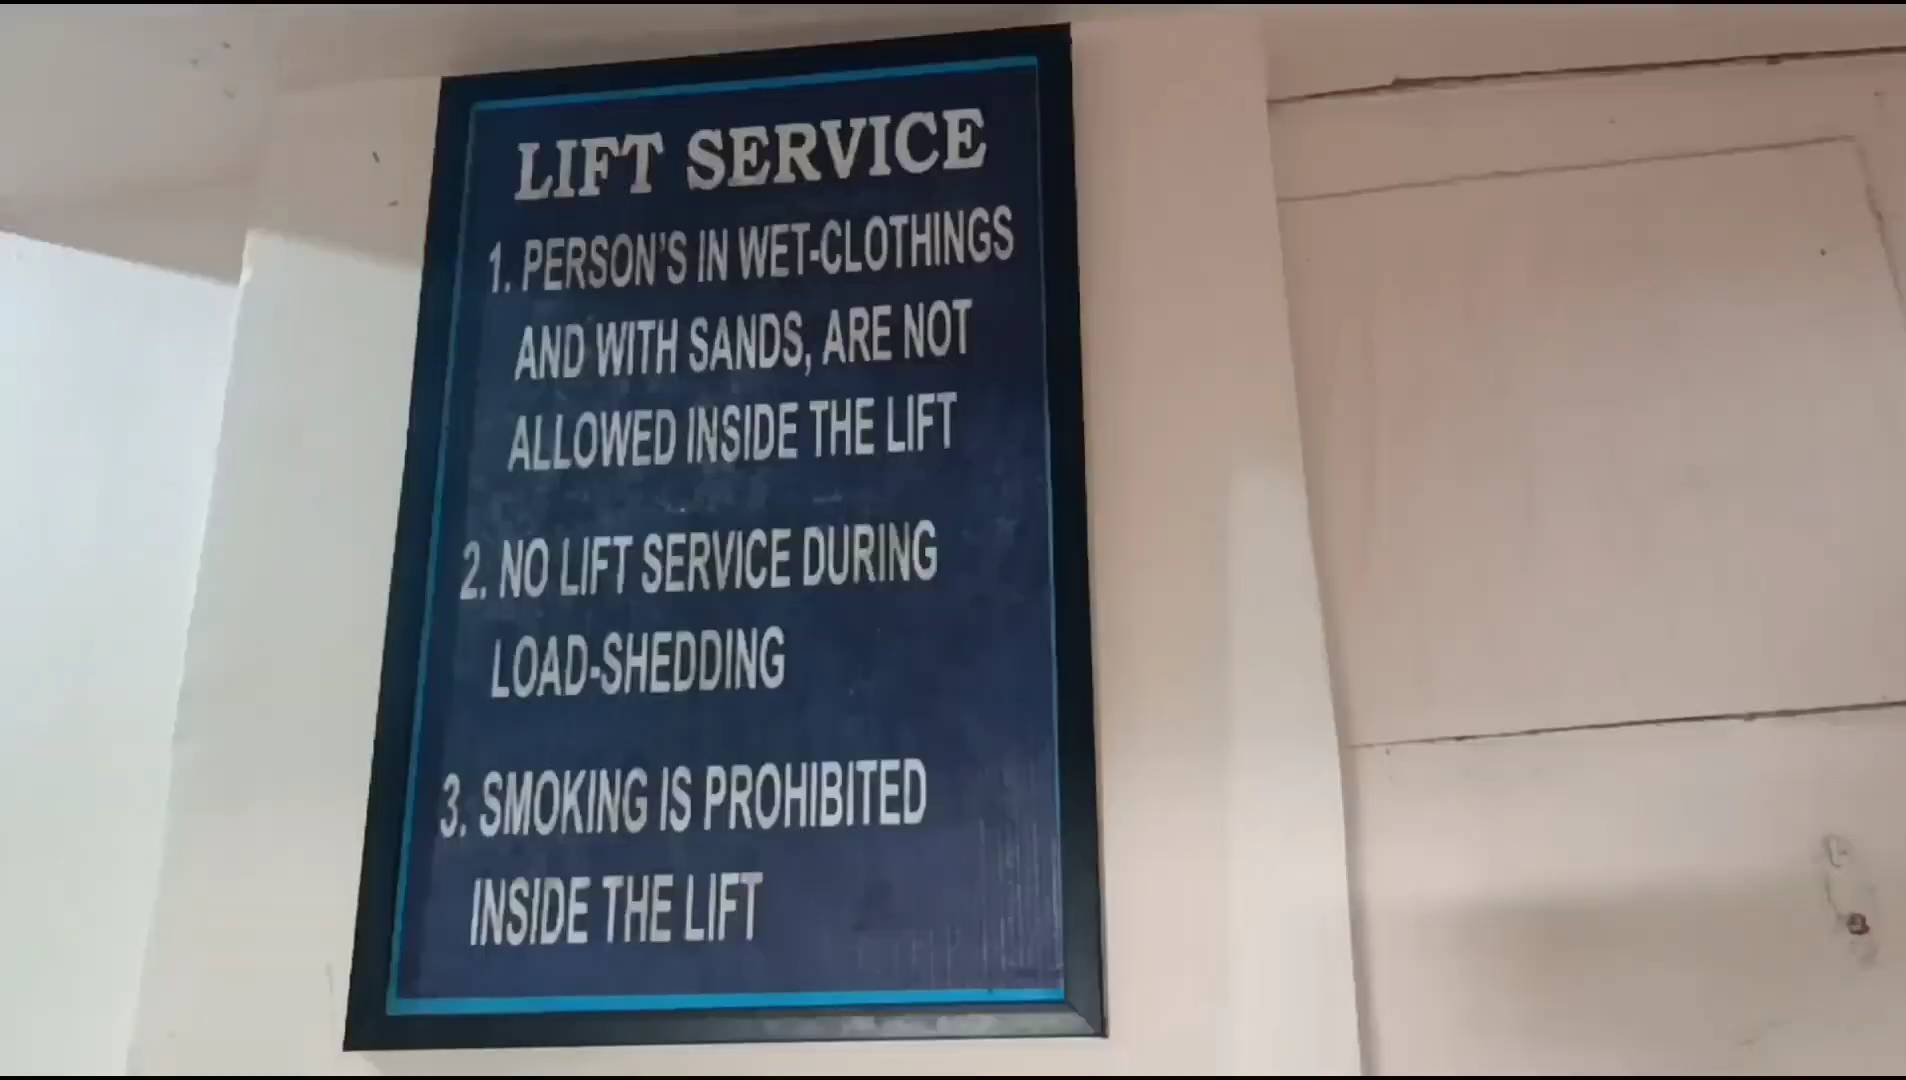 LIFT SERVICE
1. PERSON'S IN WET-CLOTHINGS
AND WITH SANDS, ARE NOT
ALLOWED INSIDE THE LIFT
2. NO LIFT SERVICE DURING
LOAD-SHEDDING
3. SMOKING IS PROHIBITED
INSIDE THE LIFT